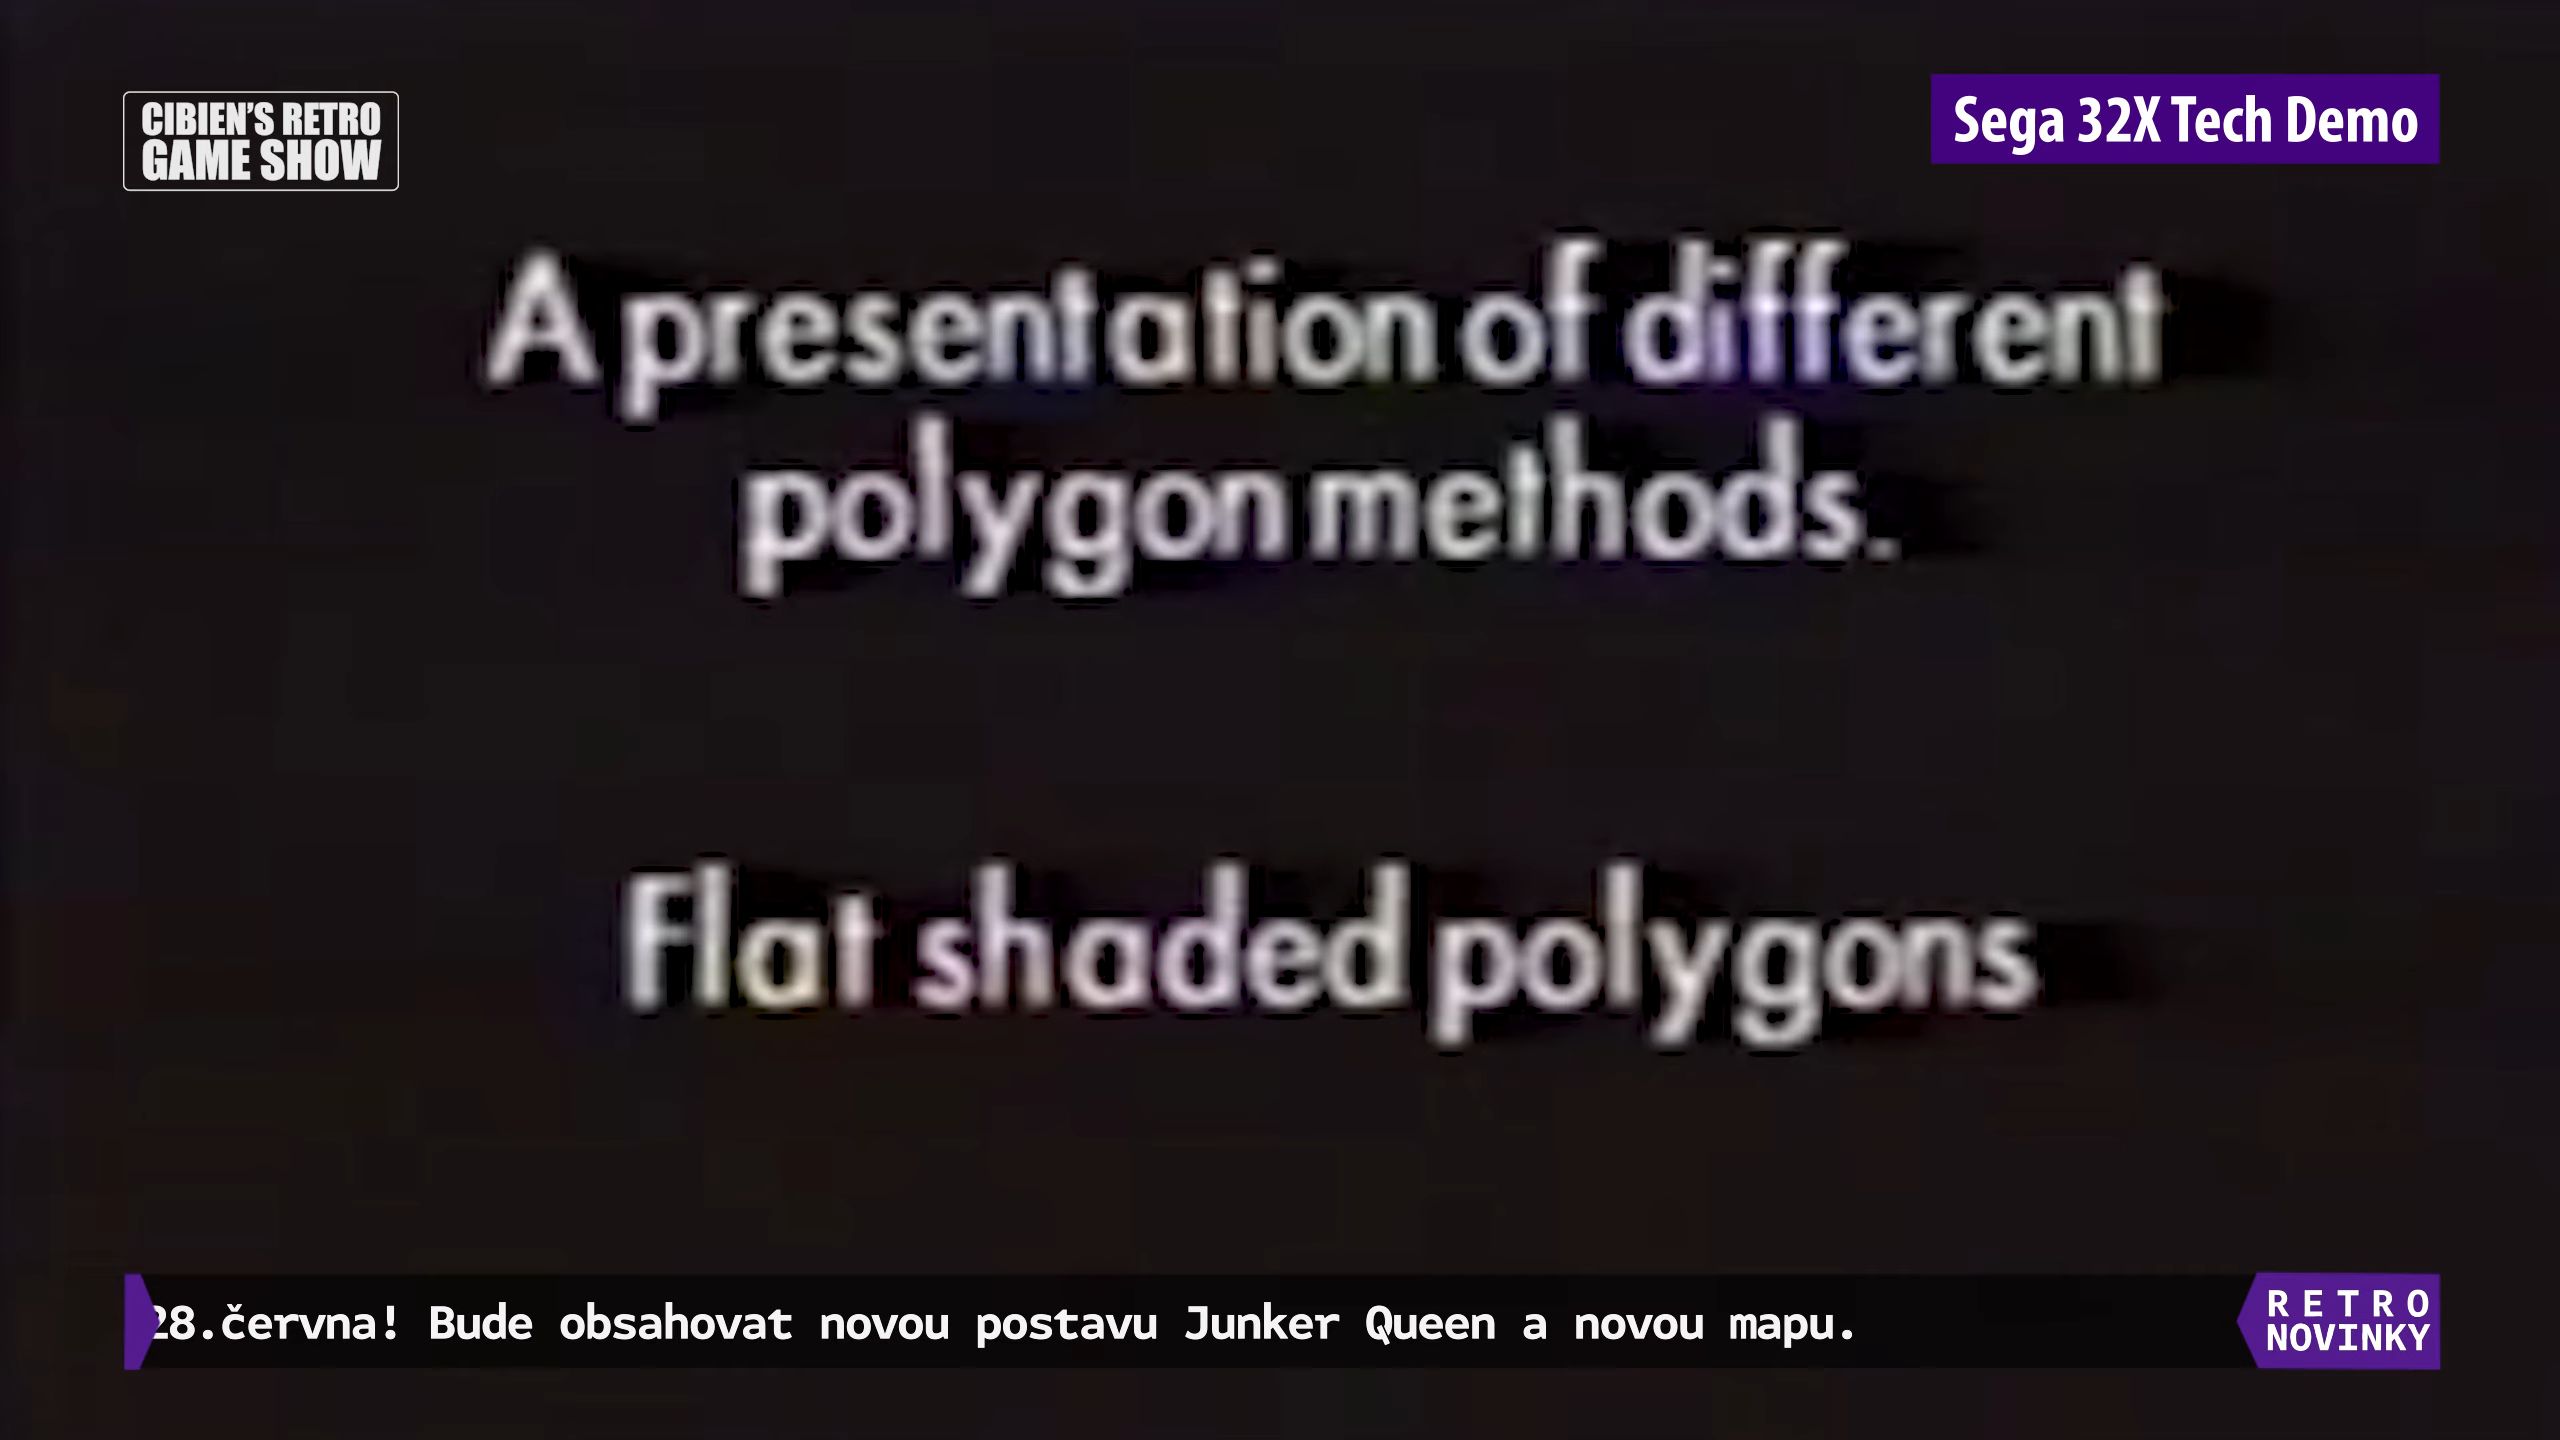 CIBIEN'S RETRO
GAME SHOW
Sega 32X Tech Demo
A presentation of different
polygon methods.
Flat shaded polygons
28.června! Bude obsahovat novou postavu Junker Queen a novou mapu.
RETRO
NOVINKY